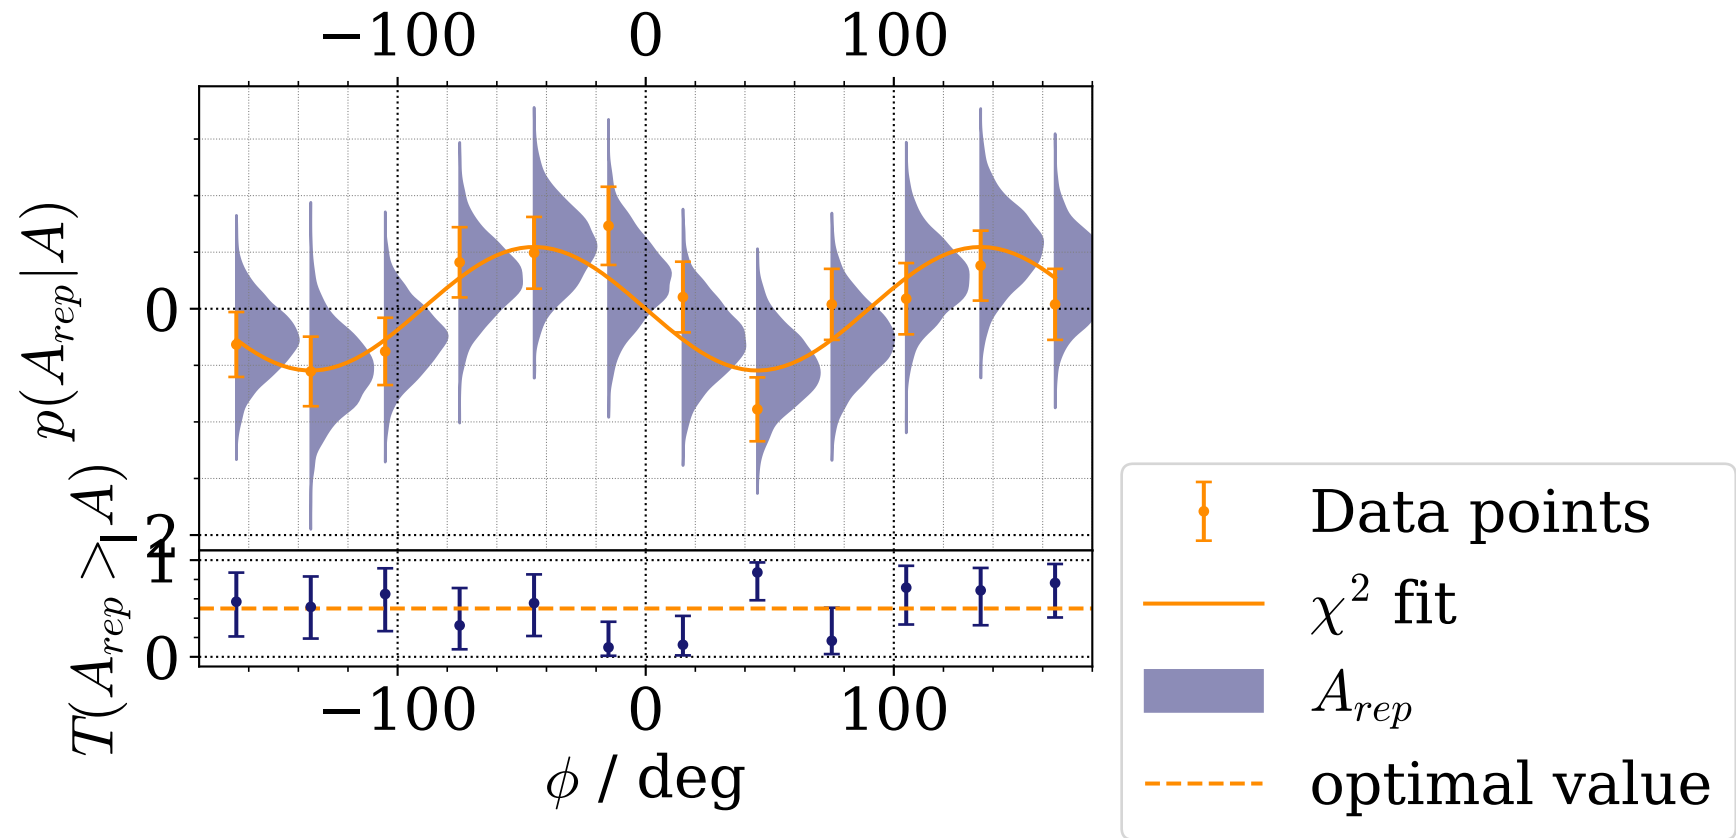 −100 0 100
p(A_rep|A)
0
−2
T(A_rep > A)
1
0
−100 0 100
ϕ / deg
Data points
χ² fit
A_rep
optimal value